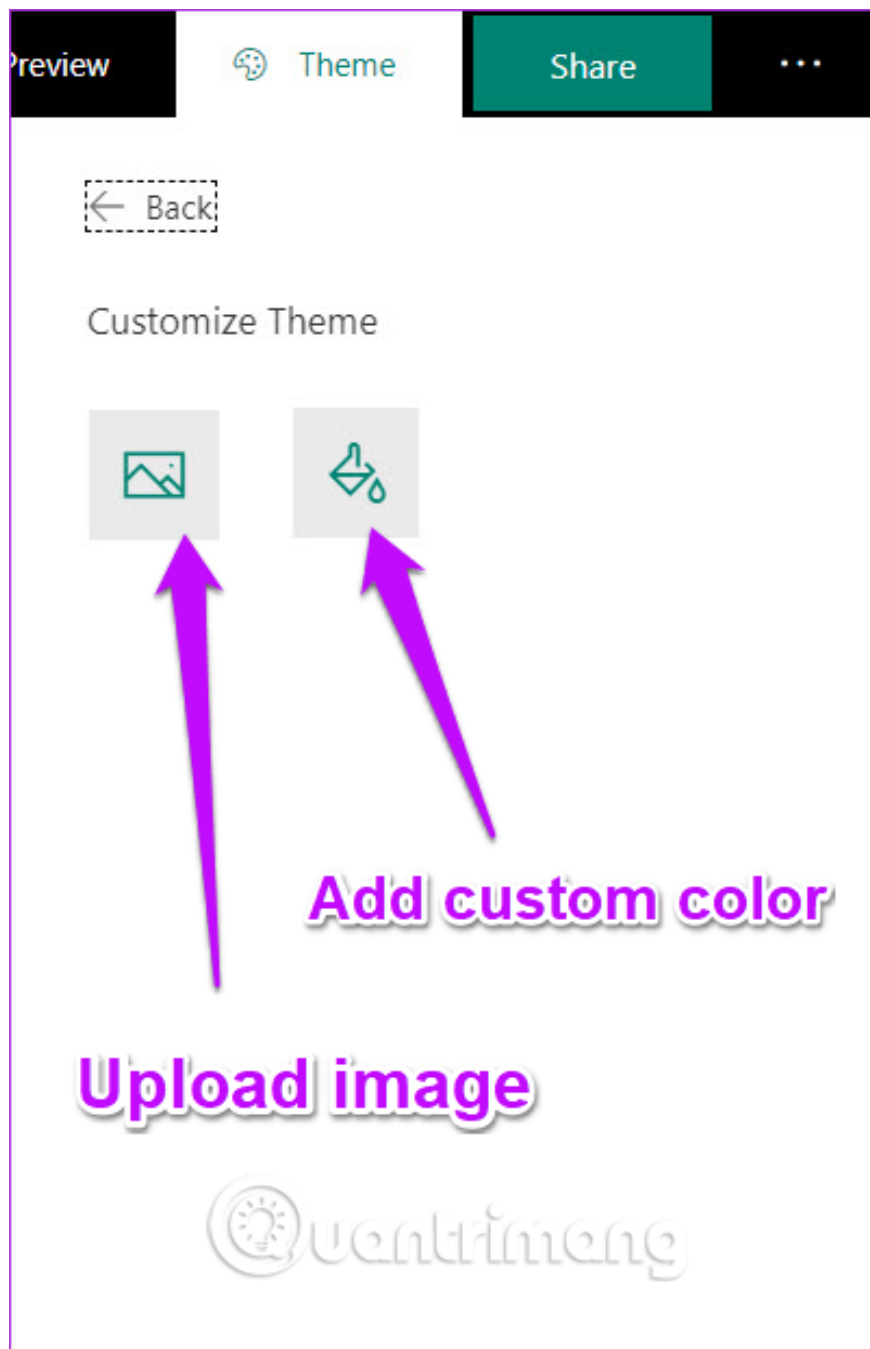 Preview Theme Share ...
Back
Customize Theme
Add custom color
Upload image
Quantrimang